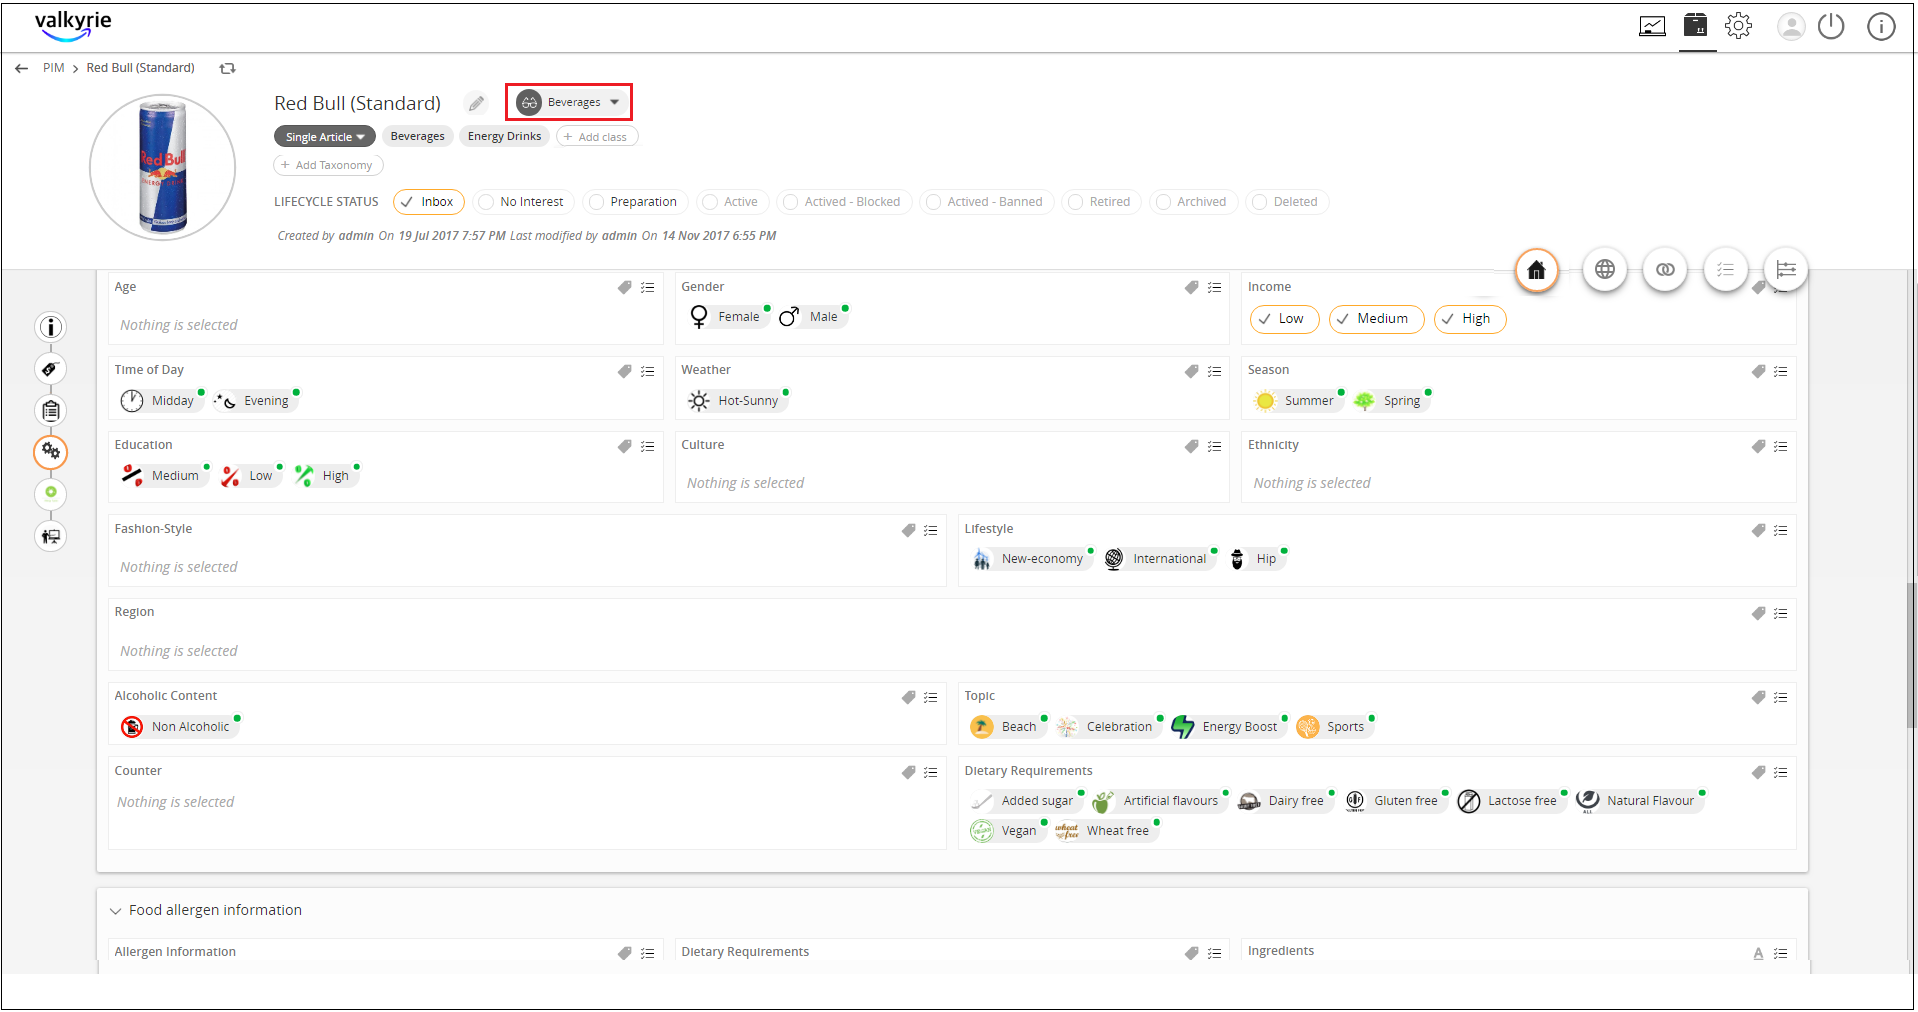 valkyrie
PIM > Red Bull (Standard)
Red Bull (Standard)
Beverages
Single Article
Beverages
Energy Drinks
+ Add class
+ Add Taxonomy
LIFECYCLE STATUS
Inbox
No Interest
Preparation
Active
Actived - Blocked
Actived - Banned
Retired
Archived
Deleted
Created by admin On 19 Jul 2017 7:57 PM Last modified by admin On 14 Nov 2017 6:55 PM
Red Bull
Age
Nothing is selected
Gender
Female
Male
Income
Low
Medium
High
Time of Day
Midday
Evening
Weather
Hot-Sunny
Season
Summer
Spring
Education
Medium
Low
High
Culture
Nothing is selected
Ethnicity
Nothing is selected
Fashion-Style
Nothing is selected
Lifestyle
New-economy
International
Hip
Region
Nothing is selected
Alcoholic Content
Non Alcoholic
Topic
Beach
Celebration
Energy Boost
Sports
Counter
Nothing is selected
Dietary Requirements
Added sugar
Artificial flavours
Dairy free
Gluten free
Lactose free
Natural Flavour
Vegan
wheat free
Wheat free
Food allergen information
Allergen Information
Dietary Requirements
Ingredients
A